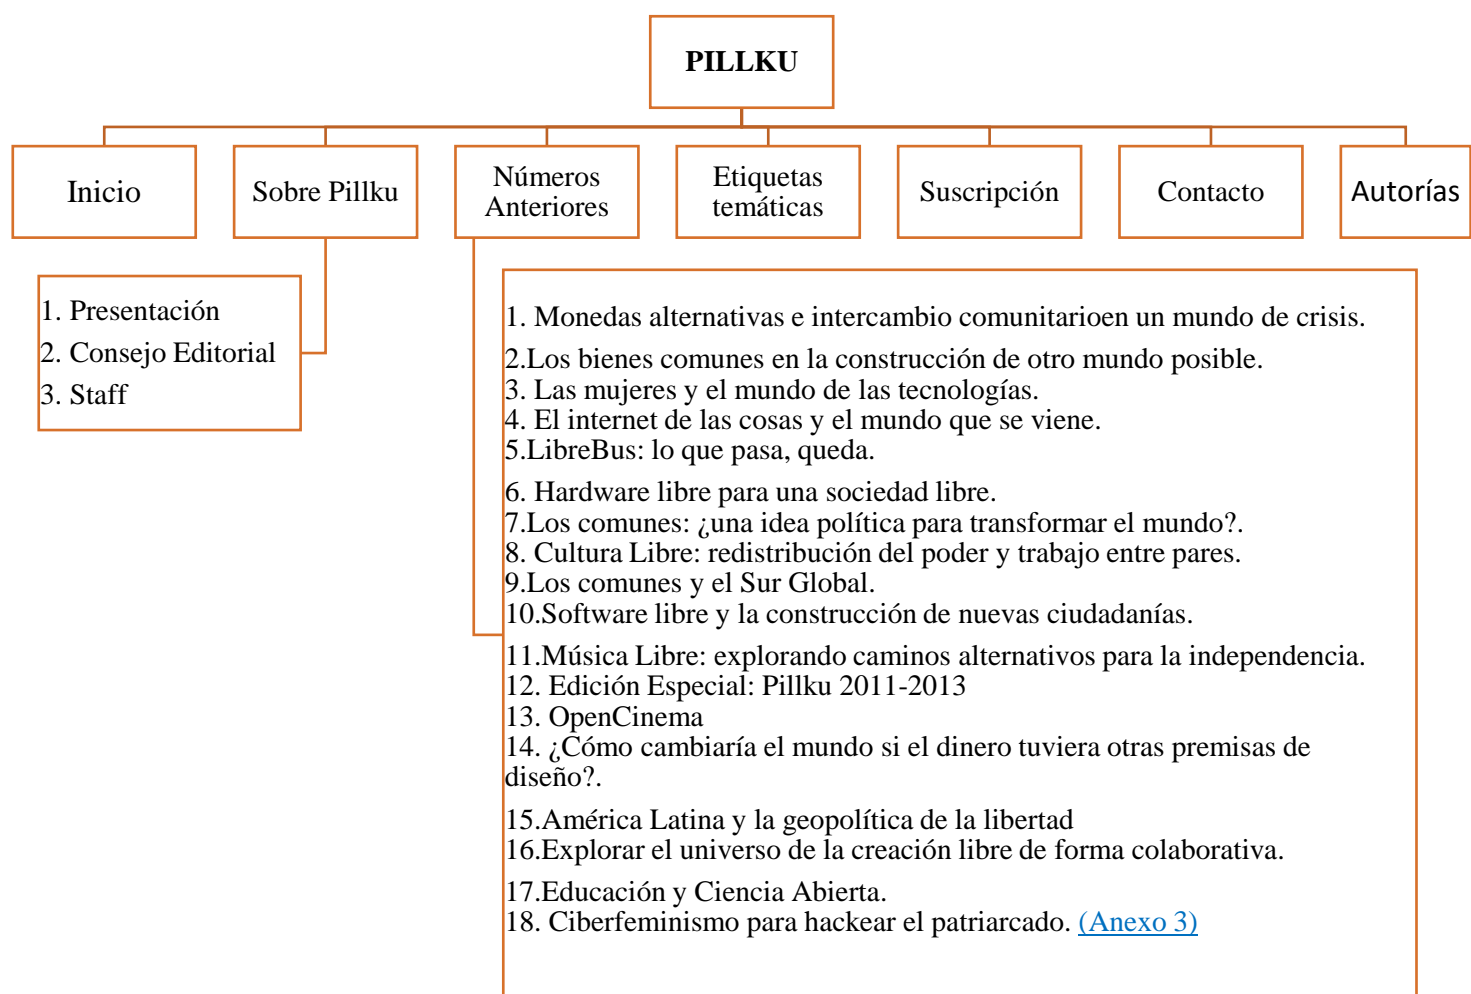 PILLKU
Inicio
Sobre Pillku
Números
Anteriores
Etiquetas
temáticas
Suscripción
Contacto
Autorías
1. Presentación
2. Consejo Editorial
3. Staff
1. Monedas alternativas e intercambio comunitarioen un mundo de crisis.
2.Los bienes comunes en la construcción de otro mundo posible.
3. Las mujeres y el mundo de las tecnologías.
4. El internet de las cosas y el mundo que se viene.
5.LibreBus: lo que pasa, queda.
6. Hardware libre para una sociedad libre.
7.Los comunes: ¿una idea política para transformar el mundo?.
8. Cultura Libre: redistribución del poder y trabajo entre pares.
9.Los comunes y el Sur Global.
10.Software libre y la construcción de nuevas ciudadanías.
11.Música Libre: explorando caminos alternativos para la independencia.
12. Edición Especial: Pillku 2011-2013
13. OpenCinema
14. ¿Cómo cambiaría el mundo si el dinero tuviera otras premisas de
diseño?.
15.América Latina y la geopolítica de la libertad
16.Explorar el universo de la creación libre de forma colaborativa.
17.Educación y Ciencia Abierta.
18. Ciberfeminismo para hackear el patriarcado. (Anexo 3)